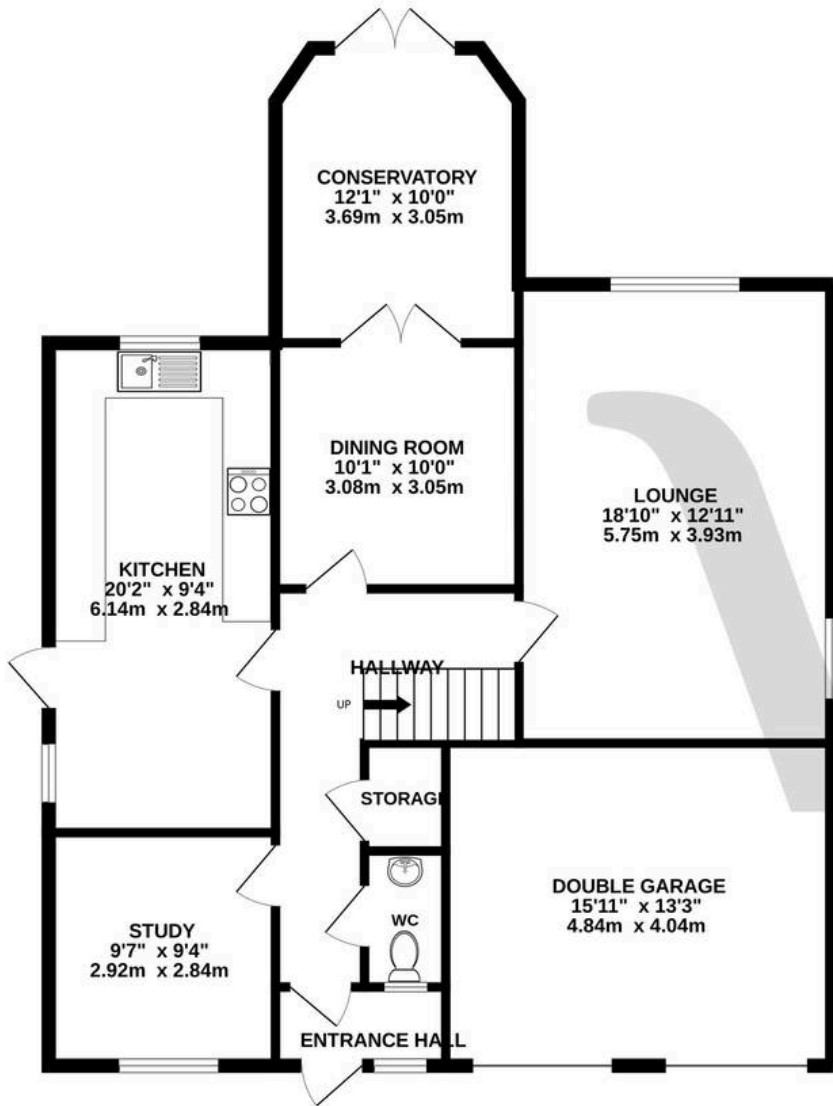 CONSERVATORY
12'1" x 10'0"
3.69m x 3.05m
DINING ROOM
10'1" x 10'0"
3.08m x 3.05m
LOUNGE
18'10" x 12'11"
5.75m x 3.93m
KITCHEN
20'2" x 9'4"
6.14m x 2.84m
HALLWAY
UP
STORAGE
DOUBLE GARAGE
15'11" x 13'3"
4.84m x 4.04m
STUDY
9'7" x 9'4"
2.92m x 2.84m
WC
ENTRANCE HALL